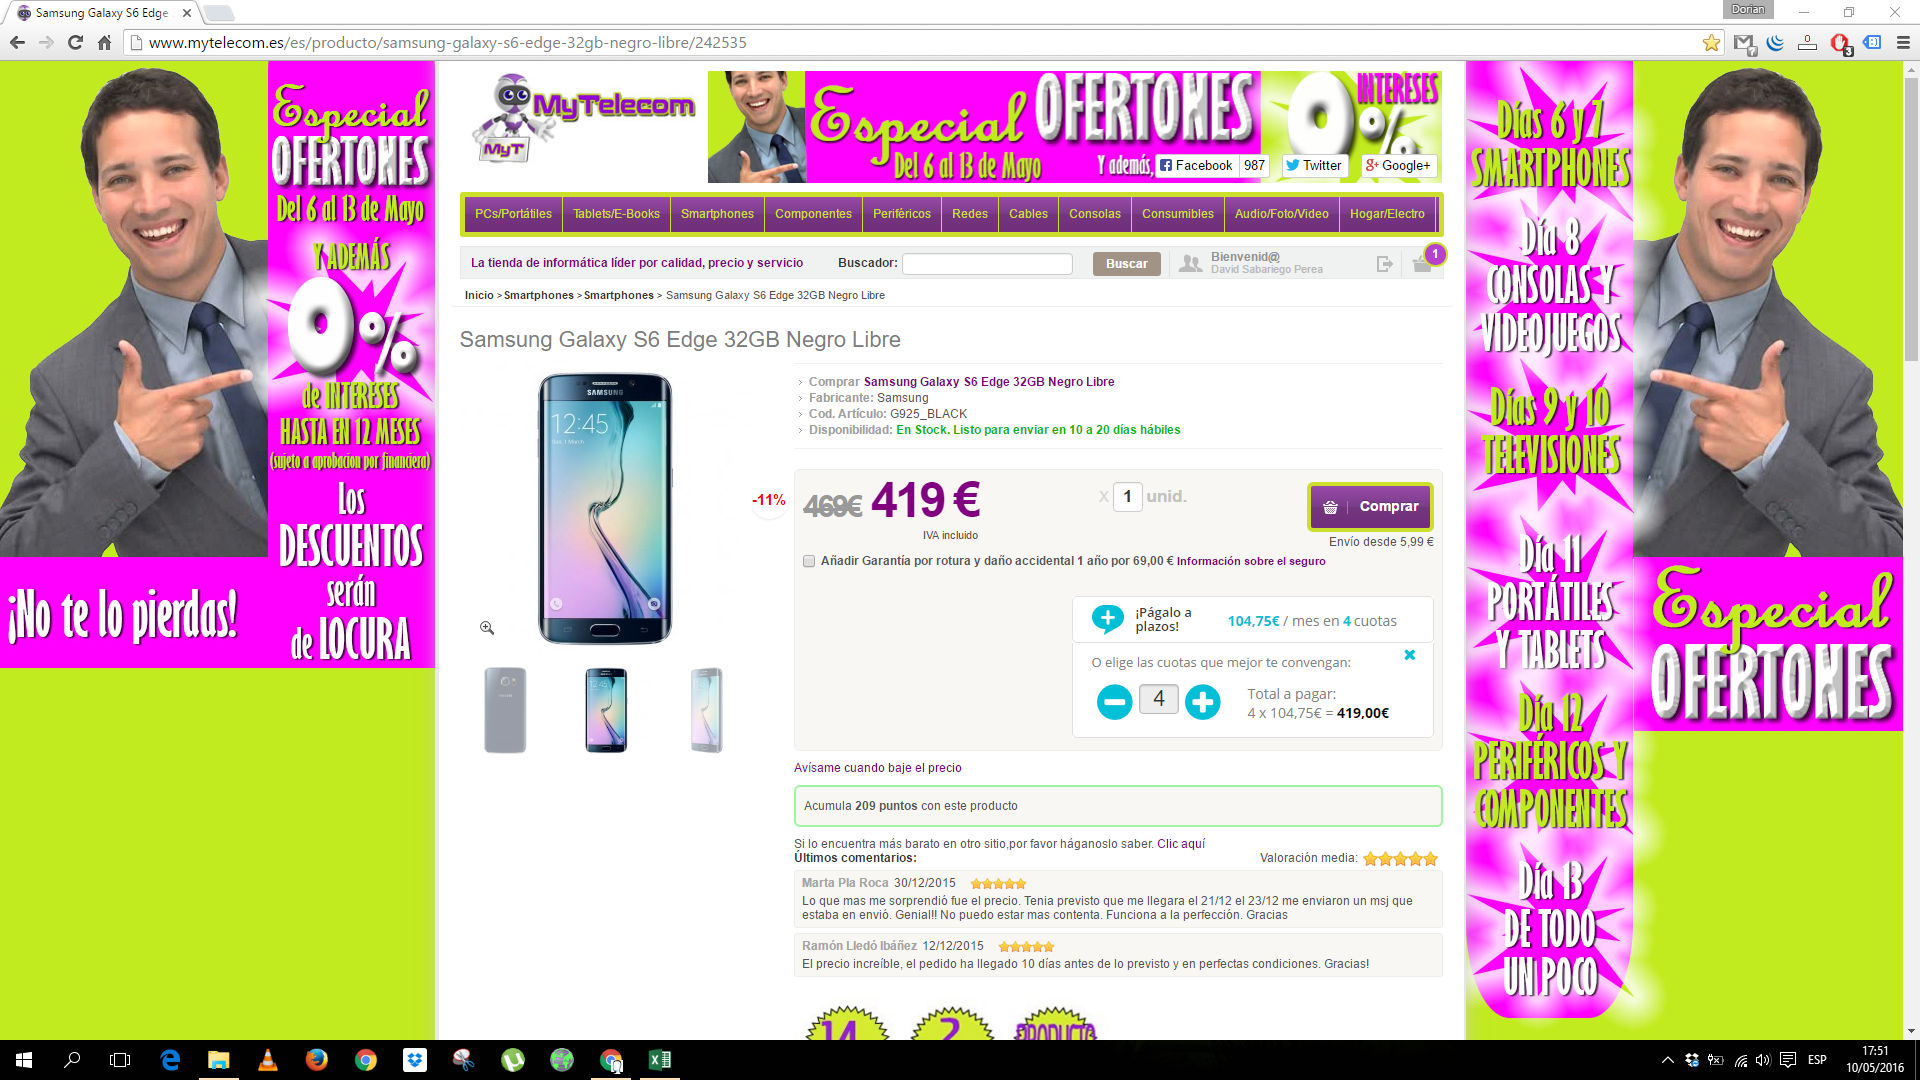 Samsung Galaxy S6 Edge
Dorian
www.mytelecom.es/es/producto/samsung-galaxy-s6-edge-32gb-negro-libre/242535
Especial
OFERTONES
Del 6 al 13 de Mayo
Y ADEMÁS
0%
de INTERESES
HASTA EN 12 MESES
(sujeto a aprobacion por financiera)
Los
DESCUENTOS
serán
de LOCURA
¡No te lo pierdas!
MyTelecom
MyT
Especial OFERTONES
Del 6 al 13 de Mayo
Y además,
0%
INTERESES
Facebook 987
Twitter
Google+
PCs/Portátiles Tablets/E-Books Smartphones Componentes Periféricos Redes Cables Consolas Consumibles Audio/Foto/Video Hogar/Electro
La tienda de informática líder por calidad, precio y servicio
Buscador:
Buscar
Bienvenid@
David Sabariego Perea
1
Inicio > Smartphones > Smartphones > Samsung Galaxy S6 Edge 32GB Negro Libre
Samsung Galaxy S6 Edge 32GB Negro Libre
SAMSUNG
12:45
Comprar Samsung Galaxy S6 Edge 32GB Negro Libre
Fabricante: Samsung
Cod. Artículo: G925_BLACK
Disponibilidad: En Stock. Listo para enviar en 10 a 20 días hábiles
-11%
469€ 419 €
IVA incluido
X 1 unid.
Comprar
Envío desde 5,99 €
Añadir Garantía por rotura y daño accidental 1 año por 69,00 € Información sobre el seguro
¡Págalo a
plazos!
104,75€ / mes en 4 cuotas
O elige las cuotas que mejor te convengan:
4
Total a pagar:
4 x 104,75€ = 419,00€
Avísame cuando baje el precio
Acumula 209 puntos con este producto
Si lo encuentra más barato en otro sitio,por favor háganoslo saber. Clic aquí
Últimos comentarios:
Valoración media:
Marta Pla Roca 30/12/2015
Lo que mas me sorprendió fue el precio. Tenia previsto que me llegara el 21/12 el 23/12 me enviaron un msj que
estaba en envió. Genial!! No puedo estar mas contenta. Funciona a la perfección. Gracias
Ramón Lledó Ibáñez 12/12/2015
El precio increíble, el pedido ha llegado 10 días antes de lo previsto y en perfectas condiciones. Gracias!
14
2
PRODUCTO
Días 6 y 7
SMARTPHONES
Día 8
CONSOLAS Y
VIDEOJUEGOS
Días 9 y 10
TELEVISIONES
Día 11
PORTÁTILES
Y TABLETS
Día 12
PERIFÉRICOS Y
COMPONENTES
Día 13
DE TODO
UN POCO
Especial
OFERTONES
ESP
17:51
10/05/2016